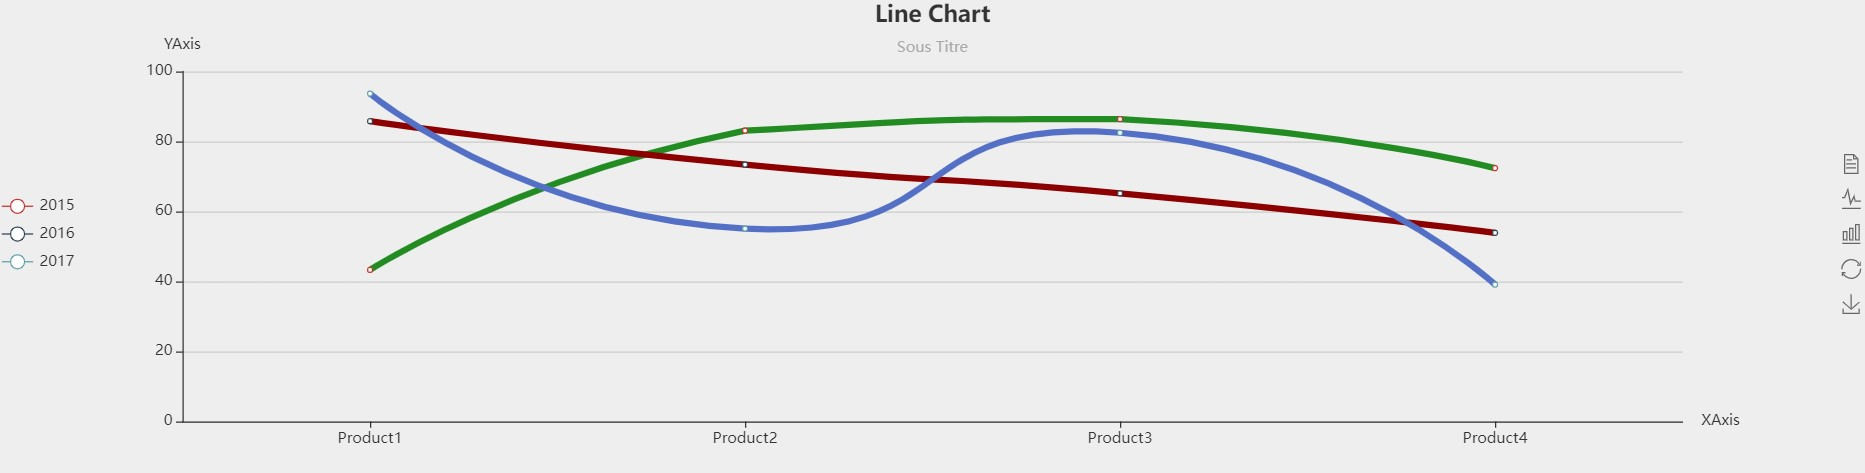 Line Chart
Sous Titre
YAxis
100
80
60
40
20
0
Product1 Product2 Product3 Product4
XAxis
2015
2016
2017